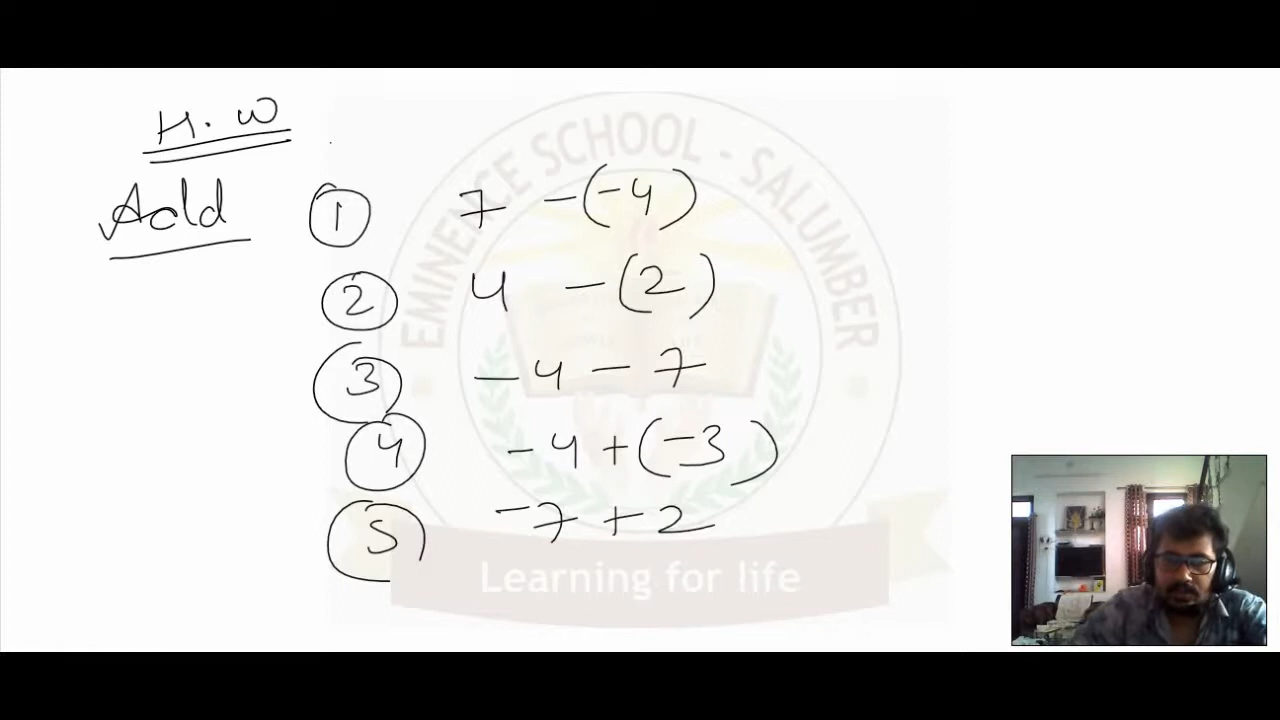 H.W
Add ① 7 -(-4)
② 4 -(2)
③ -4 - 7
④ -4 +(-3)
⑤ -7 + 2
EMINENCE SCHOOL - SALUMBER
Learning for life